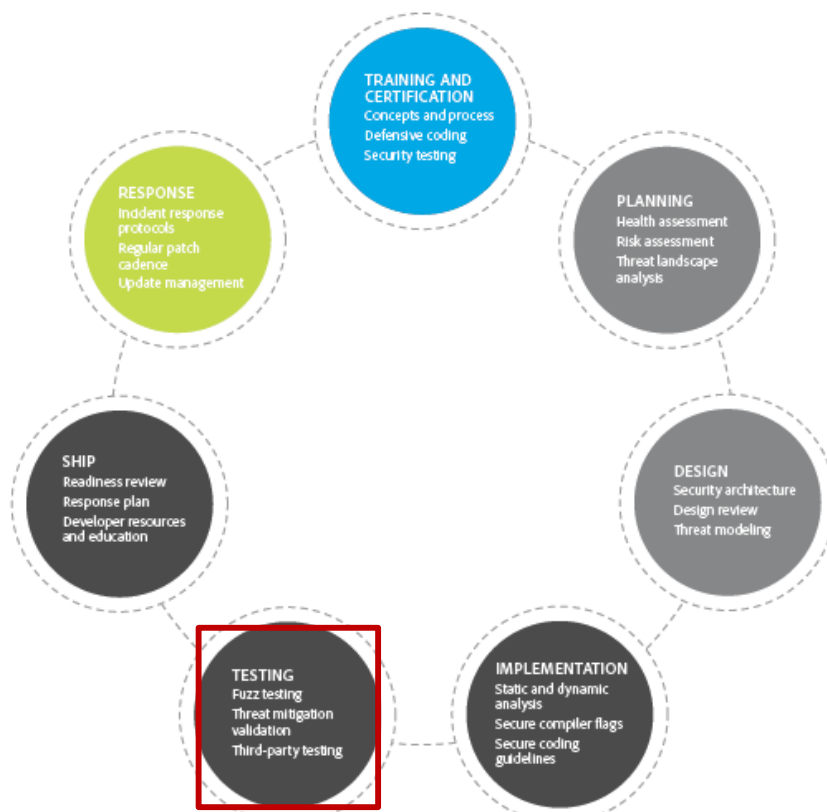 TRAINING AND
CERTIFICATION
Concepts and process
Defensive coding
Security testing
PLANNING
Health assessment
Risk assessment
Threat landscape
analysis
DESIGN
Security architecture
Design review
Threat modeling
IMPLEMENTATION
Static and dynamic
analysis
Secure compiler flags
Secure coding
guidelines
TESTING
Fuzz testing
Threat mitigation
validation
Third-party testing
SHIP
Readiness review
Response plan
Developer resources
and education
RESPONSE
Incident response
protocols
Regular patch
cadence
Update management